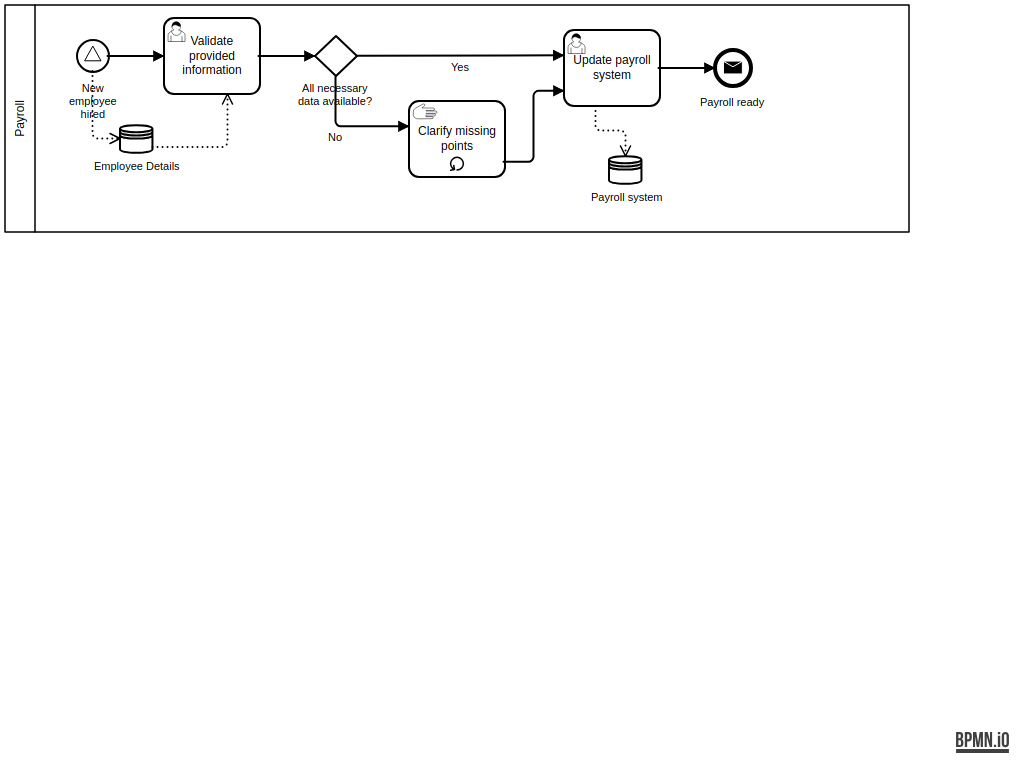 Payroll
New
employee
hired
Validate
provided
information
Employee Details
All necessary
data available?
Yes
No
Clarify missing
points
Update payroll
system
Payroll system
Payroll ready
BPMN.iO